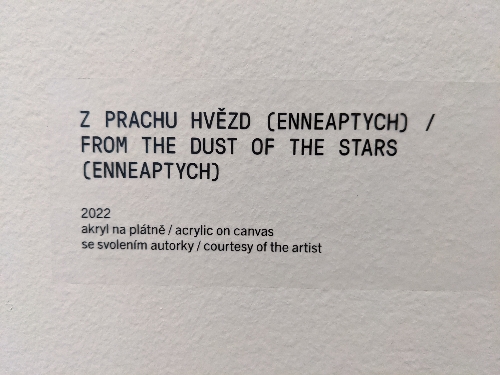 Z PRACHU HVĚZD (ENNEAPTYCH) /
FROM THE DUST OF THE STARS
(ENNEAPTYCH)
2022
akryl na plátně / acrylic on canvas
se svolením autorky / courtesy of the artist